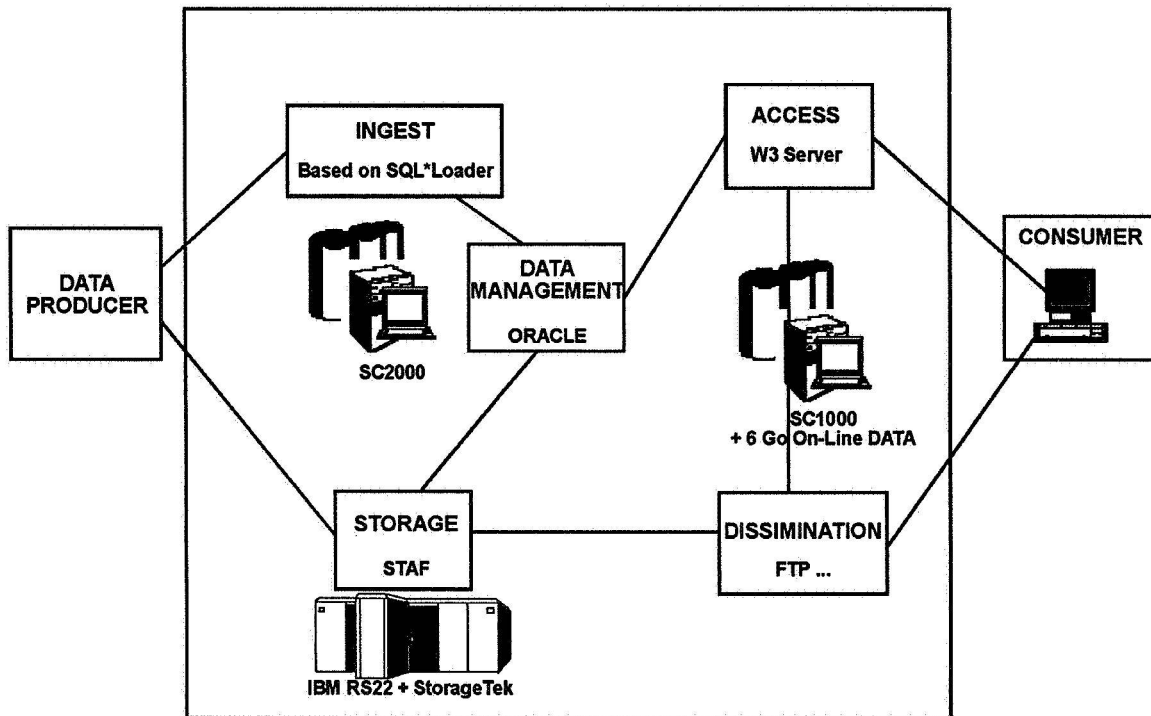 INGEST
Based on SQL*Loader
ACCESS
W3 Server
DATA
PRODUCER
DATA
MANAGEMENT
ORACLE
CONSUMER
SC2000
SC1000
+ 6 Go On-Line DATA
STORAGE
STAF
DISSIMINATION
FTP ...
IBM RS22 + StorageTek